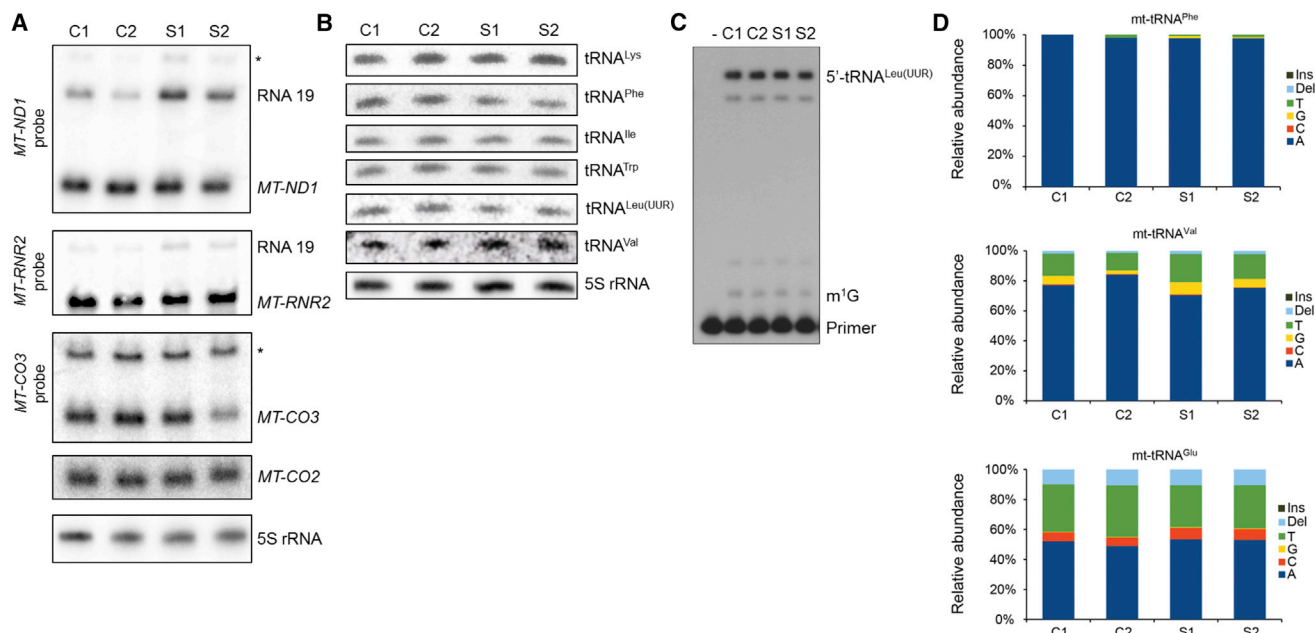 A
C1 C2 S1 S2
MT-ND1 probe
*
RNA 19
MT-ND1
MT-RNR2 probe
RNA 19
MT-RNR2
MT-CO3 probe
*
MT-CO3
MT-CO2
5S rRNA
B
C1 C2 S1 S2
tRNALys
tRNAPhe
tRNAIle
tRNATrp
tRNALeu(UUR)
tRNAVal
5S rRNA
C
- C1 C2 S1 S2
5'-tRNALeu(UUR)
m1G
Primer
D
mt-tRNAPhe
Relative abundance
100%
80%
60%
40%
20%
0%
C1 C2 S1 S2
Ins
Del
T
G
C
A
mt-tRNAVal
Relative abundance
100%
80%
60%
40%
20%
0%
C1 C2 S1 S2
Ins
Del
T
G
C
A
mt-tRNAGlu
Relative abundance
100%
80%
60%
40%
20%
0%
C1 C2 S1 S2
Ins
Del
T
G
C
A